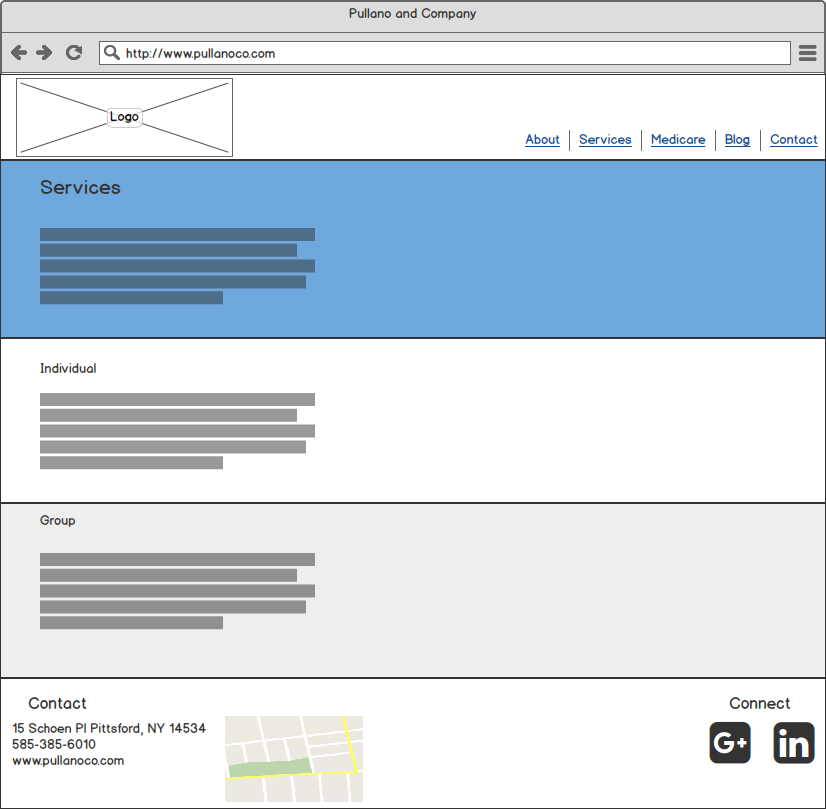 Pullano and Company
http://www.pullanoco.com
Logo
About
Services
Medicare
Blog
Contact
Services
Individual
Group
Contact
Connect
15 Schoen Pl Pittsford, NY 14534
585-385-6010
www.pullanoco.com
G+
in